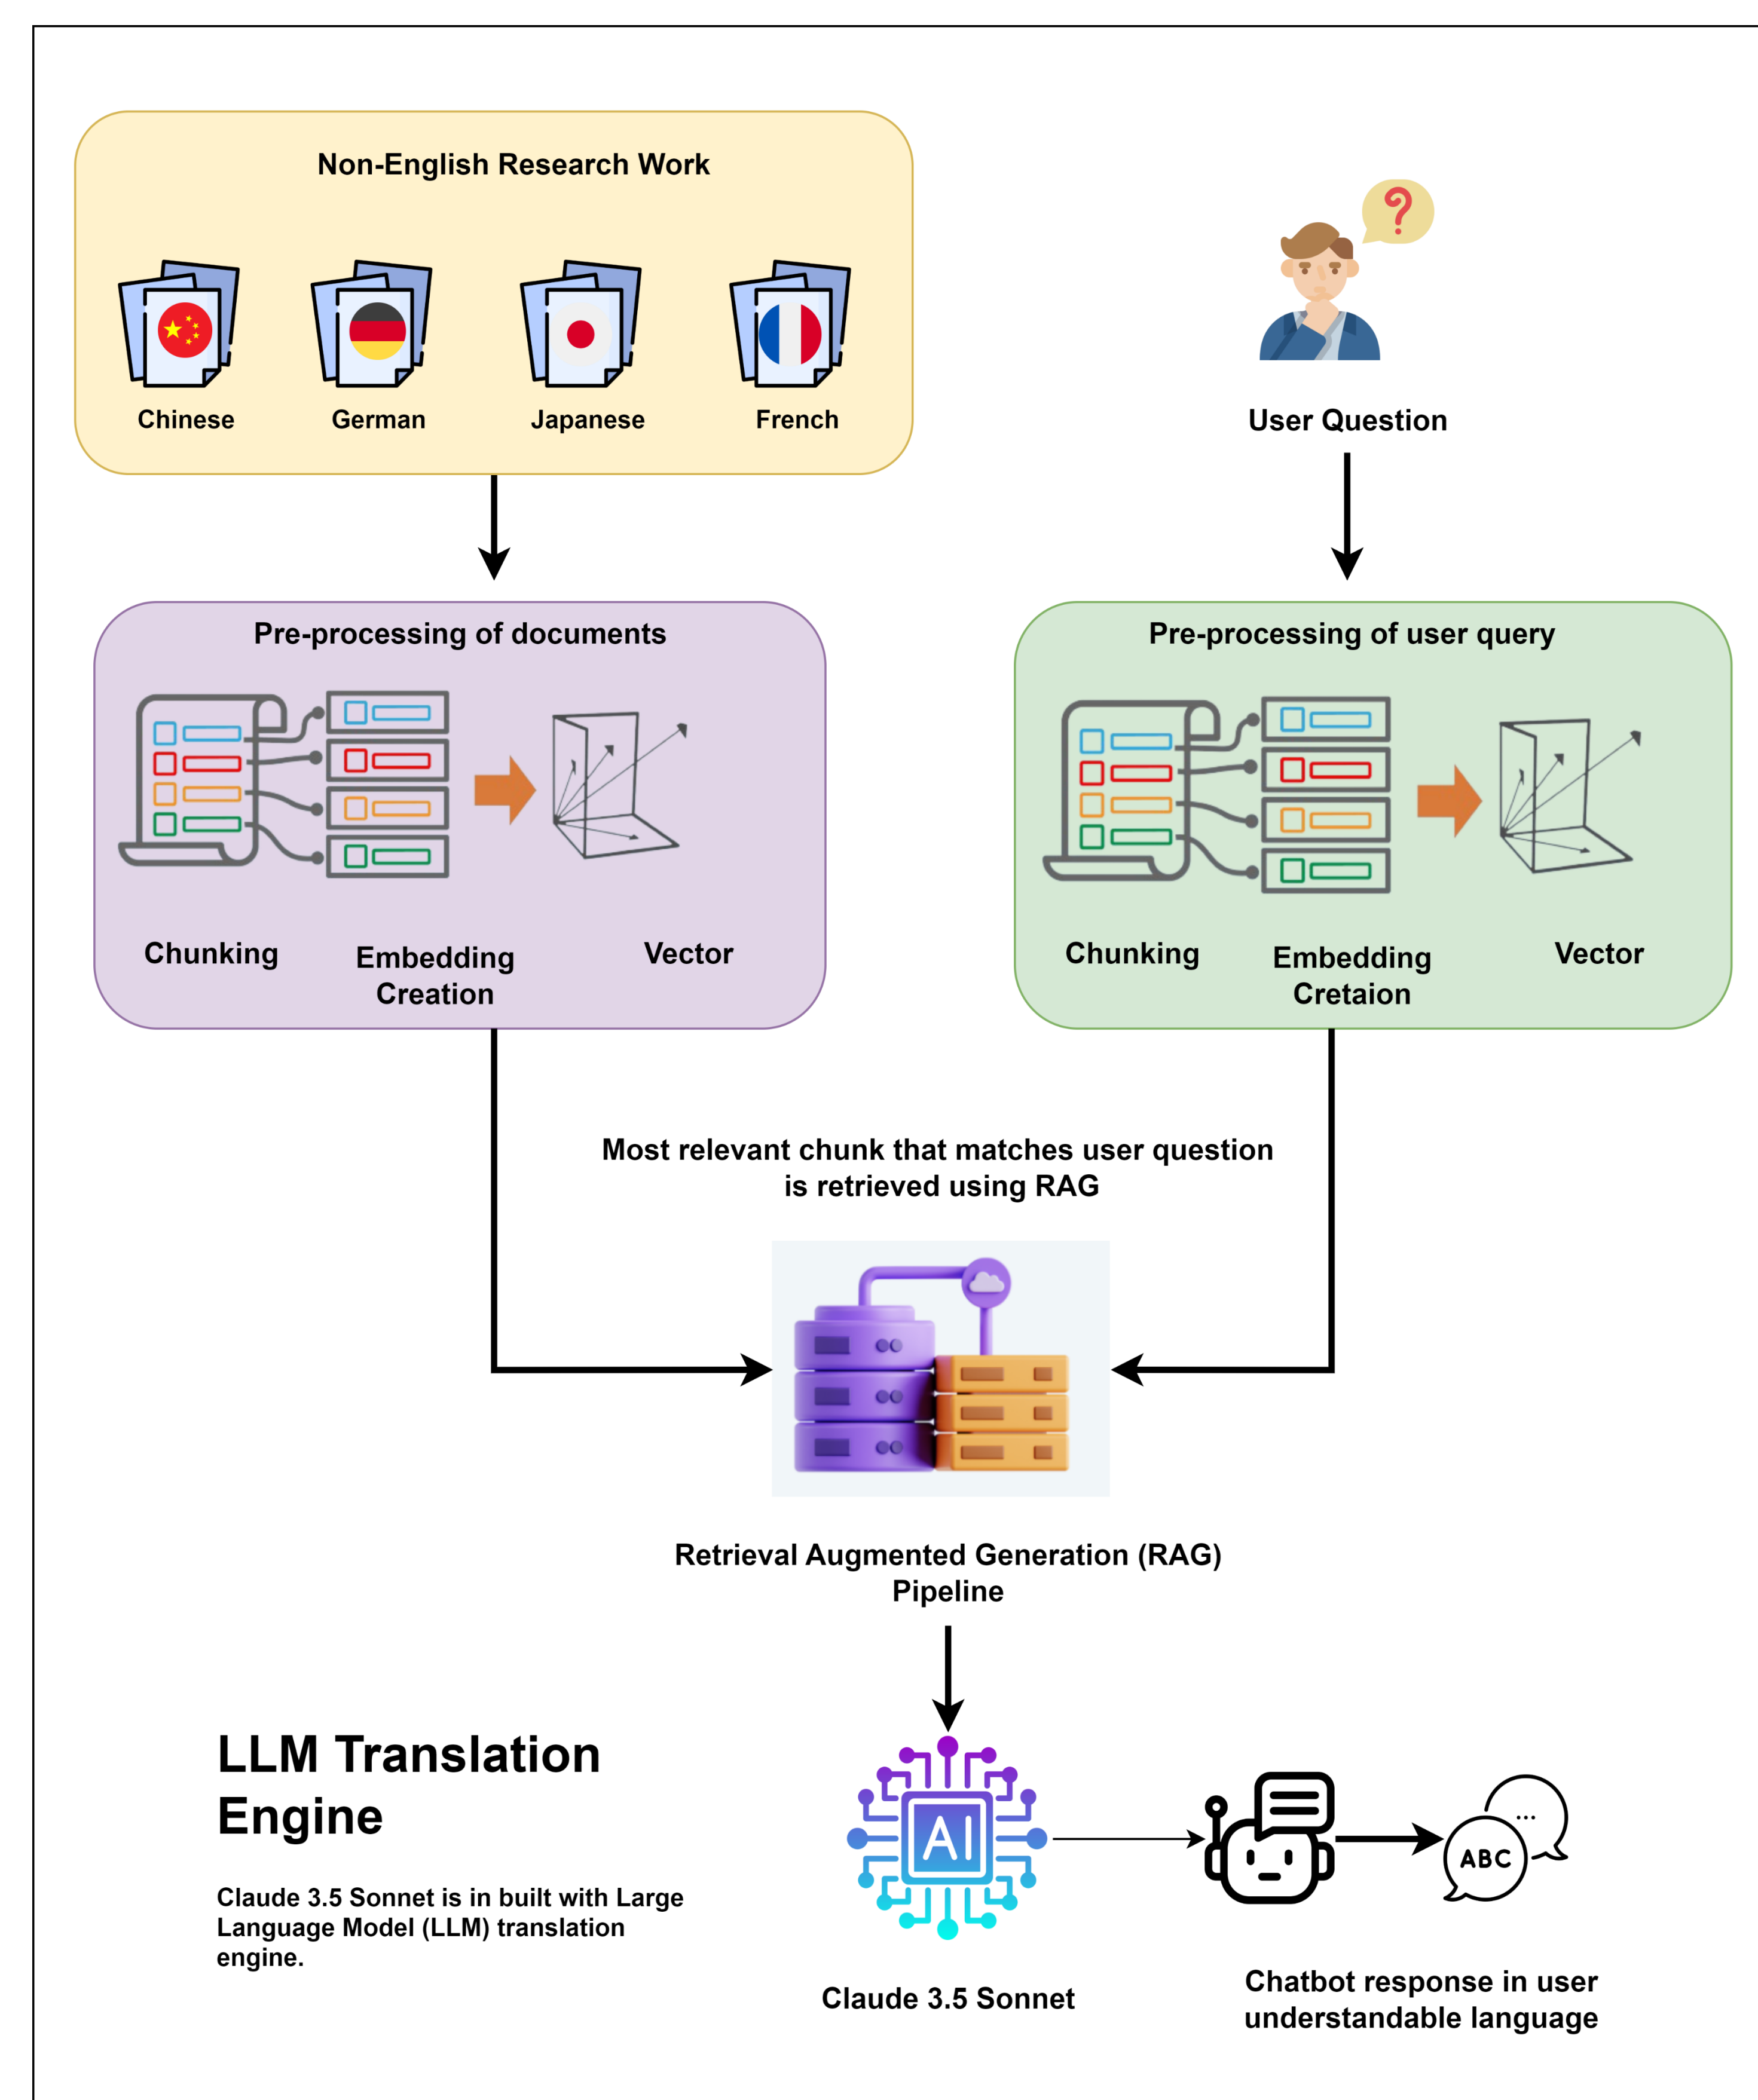 Non-English Research Work
?
Chinese
German
Japanese
French
User Question
Pre-processing of documents
Chunking
Embedding
Creation
Vector
Pre-processing of user query
Chunking
Embedding
Cretaion
Vector
Most relevant chunk that matches user question
is retrieved using RAG
Retrieval Augmented Generation (RAG)
Pipeline
LLM Translation
Engine
Claude 3.5 Sonnet is in built with Large
Language Model (LLM) translation
engine.
AI
Claude 3.5 Sonnet
...
ABC
Chatbot response in user
understandable language